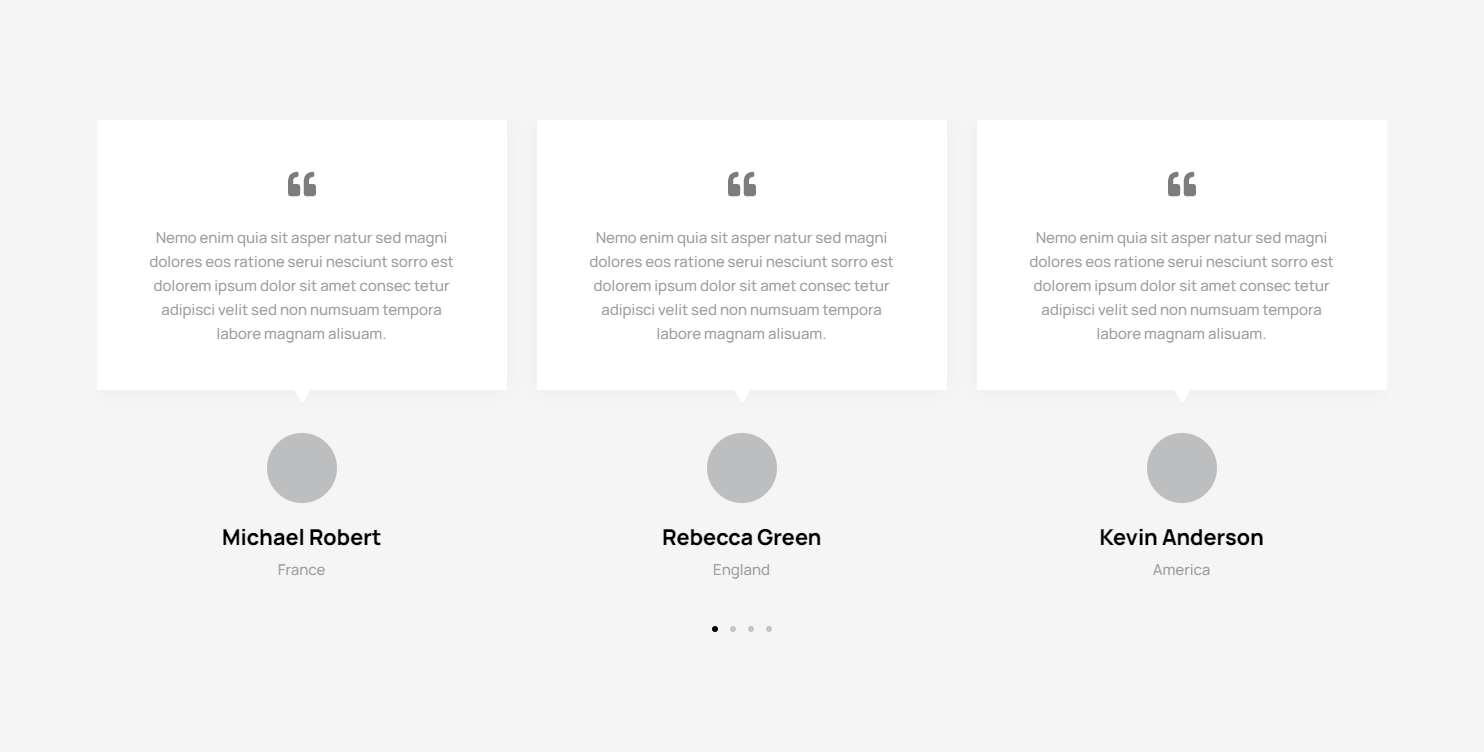 Nemo enim quia sit asper natur sed magni
dolores eos ratione serui nesciunt sorro est
dolorem ipsum dolor sit amet consec tetur
adipisci velit sed non numsuam tempora
labore magnam alisuam.
Michael Robert
France
Nemo enim quia sit asper natur sed magni
dolores eos ratione serui nesciunt sorro est
dolorem ipsum dolor sit amet consec tetur
adipisci velit sed non numsuam tempora
labore magnam alisuam.
Rebecca Green
England
Nemo enim quia sit asper natur sed magni
dolores eos ratione serui nesciunt sorro est
dolorem ipsum dolor sit amet consec tetur
adipisci velit sed non numsuam tempora
labore magnam alisuam.
Kevin Anderson
America